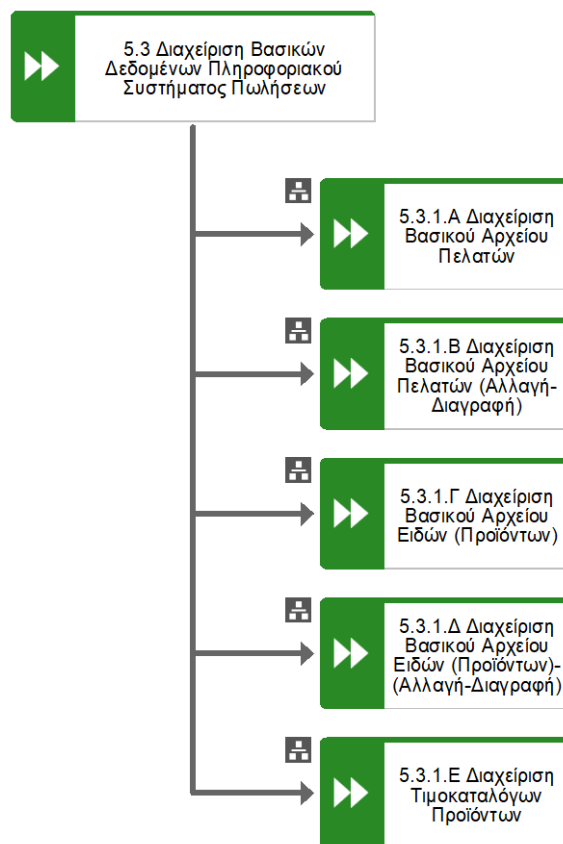 5.3 Διαχείριση Βασικών
Δεδομένων Πληροφοριακού
Συστήματος Πωλήσεων
5.3.1.Α Διαχείριση
Βασικού Αρχείου
Πελατών
5.3.1.Β Διαχείριση
Βασικού Αρχείου
Πελατών (Αλλαγή-
Διαγραφή)
5.3.1.Γ Διαχείριση
Βασικού Αρχείου
Ειδών (Προϊόντων)
5.3.1.Δ Διαχείριση
Βασικού Αρχείου
Ειδών (Προϊόντων)-
(Αλλαγή-Διαγραφή)
5.3.1.Ε Διαχείριση
Τιμοκαταλόγων
Προϊόντων